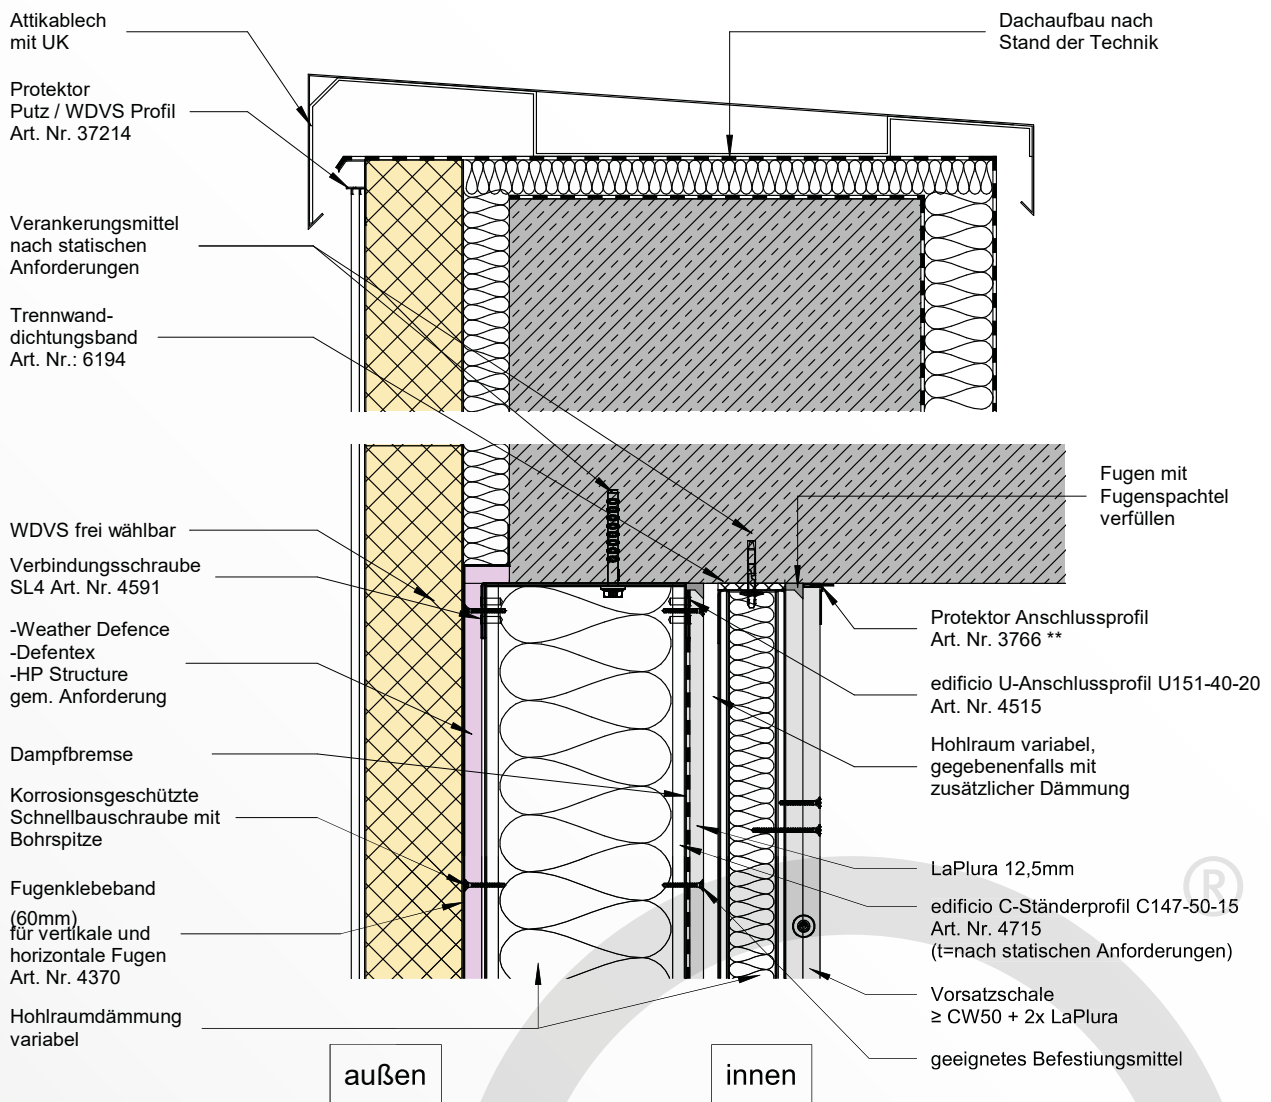 Attikablech
mit UK
Protektor
Putz / WDVS Profil
Art. Nr. 37214
Verankerungsmittel
nach statischen
Anforderungen
Trennwand-
dichtungsband
Art. Nr.: 6194
WDVS frei wählbar
Verbindungsschraube
SL4 Art. Nr. 4591
-Weather Defence
-Defentex
-HP Structure
gem. Anforderung
Dampfbremse
Korrosionsgeschützte
Schnellbauschraube mit
Bohrspitze
Fugenklebeband
(60mm)
für vertikale und
horizontale Fugen
Art. Nr. 4370
Hohlraumdämmung
variabel
Dachaufbau nach
Stand der Technik
Fugen mit
Fugenspachtel
verfüllen
Protektor Anschlussprofil
Art. Nr. 3766 **
edificio U-Anschlussprofil U151-40-20
Art. Nr. 4515
Hohlraum variabel,
gegebenenfalls mit
zusätzlicher Dämmung
LaPlura 12,5mm
edificio C-Ständerprofil C147-50-15
Art. Nr. 4715
(t=nach statischen Anforderungen)
Vorsatzschale
≥ CW50 + 2x LaPlura
geeignetes Befestiungsmittel
außen
innen
®